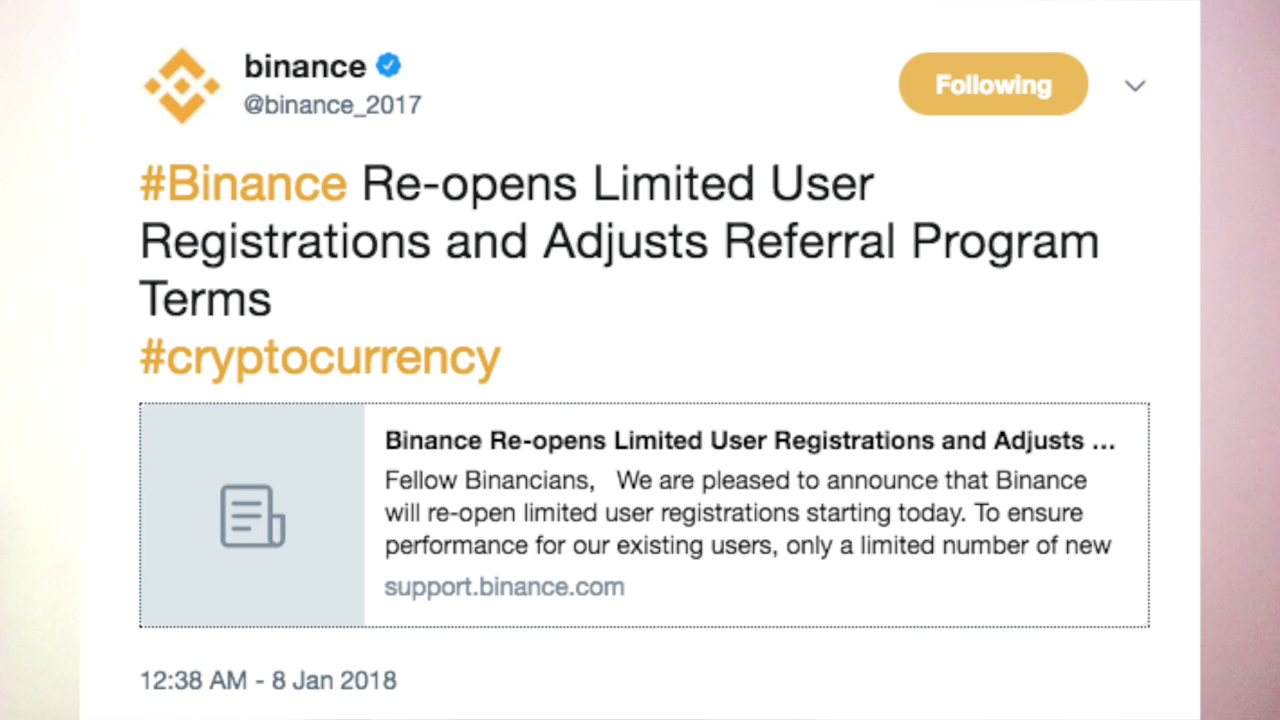 binance
@binance_2017
Following
#Binance Re-opens Limited User
Registrations and Adjusts Referral Program
Terms
#cryptocurrency
Binance Re-opens Limited User Registrations and Adjusts ...
Fellow Binancians, We are pleased to announce that Binance
will re-open limited user registrations starting today. To ensure
performance for our existing users, only a limited number of new
support.binance.com
12:38 AM - 8 Jan 2018